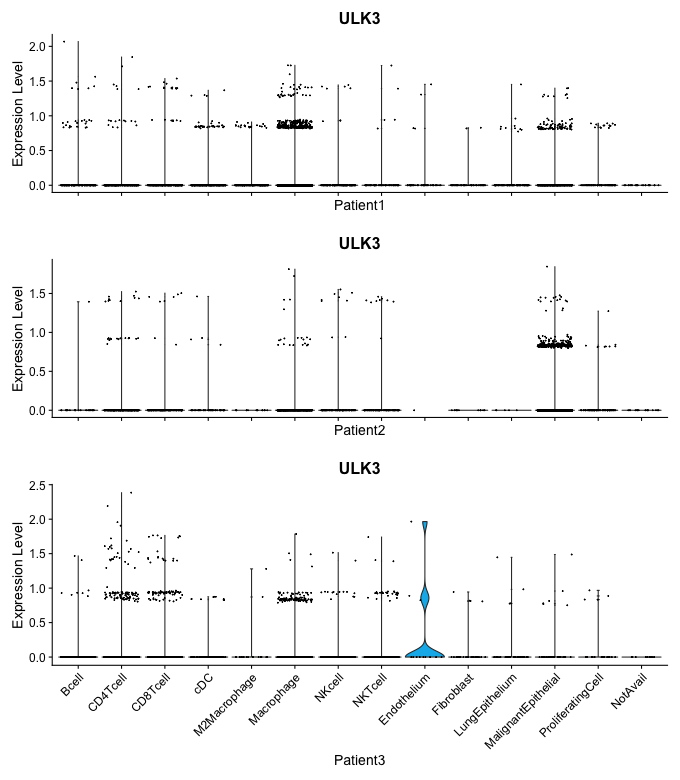 ULK3
Expression Level
2.0
1.5
1.0
0.5
0.0
Patient1
ULK3
Expression Level
1.5
1.0
0.5
0.0
Patient2
ULK3
Expression Level
2.5
2.0
1.5
1.0
0.5
0.0
Bcell
CD4Tcell
CD8Tcell
cDC
M2Macrophage
Macrophage
NKcell
NKTcell
Endothelium
Fibroblast
LungEpithelium
MalignantEpithelial
ProliferatingCell
NotAvail
Patient3